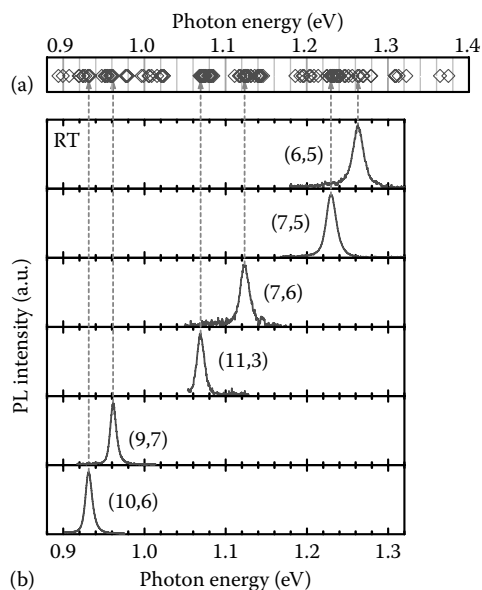 Photon energy (eV)
0.9 1.0 1.1 1.2 1.3 1.4
(a)
RT
(6,5)
(7,5)
(7,6)
(11,3)
(9,7)
(10,6)
PL intensity (a.u.)
0.9 1.0 1.1 1.2 1.3
(b) Photon energy (eV)